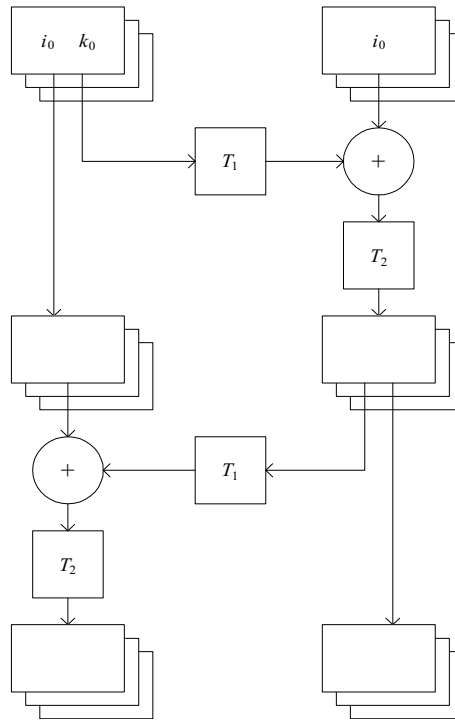 i₀ k₀
i₀
T₁
+
T₂
+
T₁
T₂